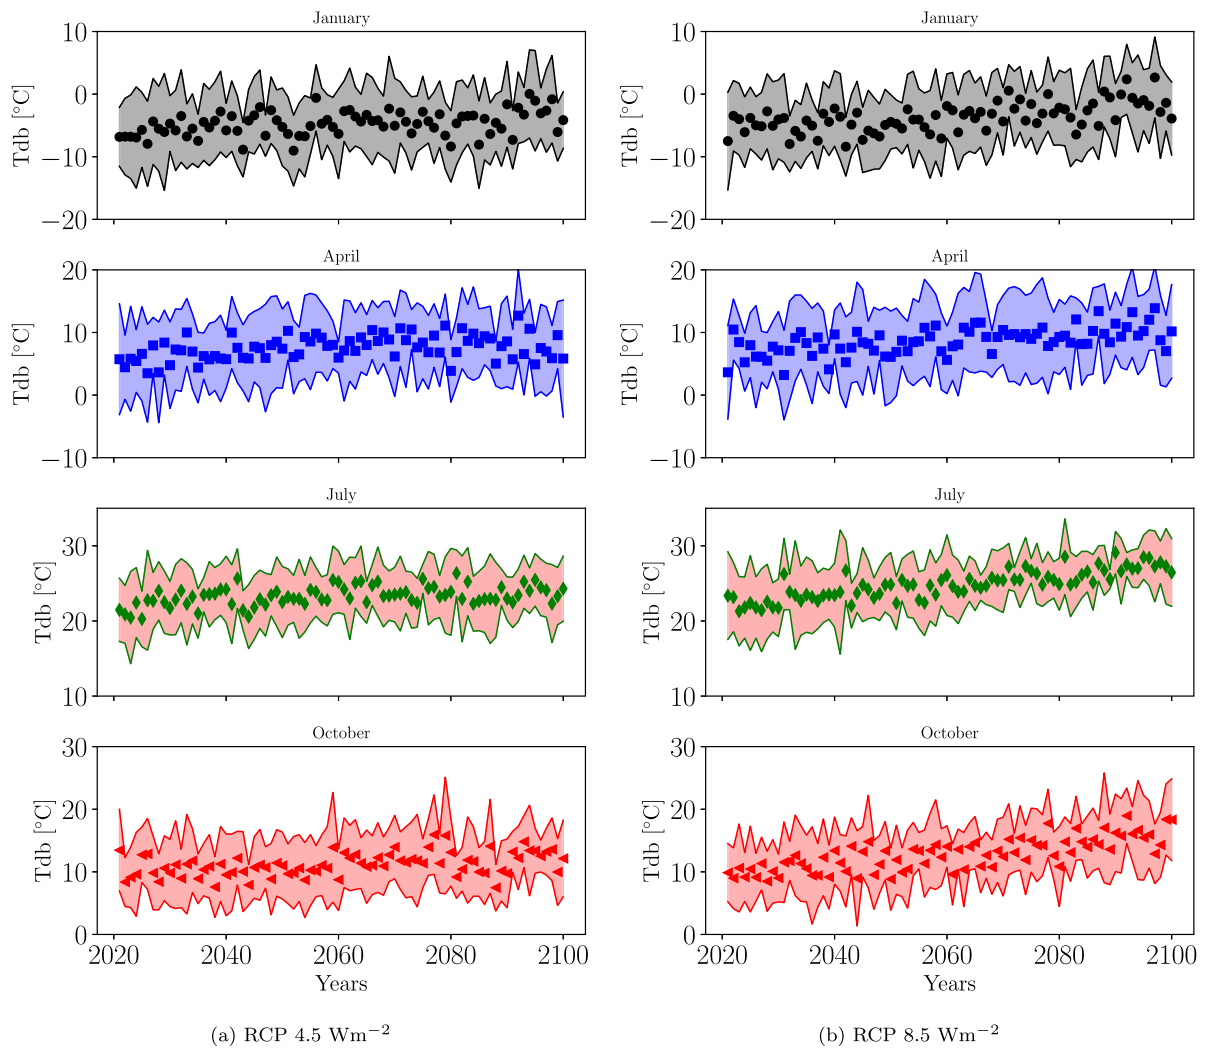 January
10
0
−10
−20
Tdb [°C]
April
20
10
0
−10
Tdb [°C]
July
30
20
10
Tdb [°C]
October
30
20
10
0
Tdb [°C]
2020 2040 2060 2080 2100
Years
(a) RCP 4.5 Wm−2
January
10
0
−10
−20
Tdb [°C]
April
20
10
0
−10
Tdb [°C]
July
30
20
10
Tdb [°C]
October
30
20
10
0
Tdb [°C]
2020 2040 2060 2080 2100
Years
(b) RCP 8.5 Wm−2